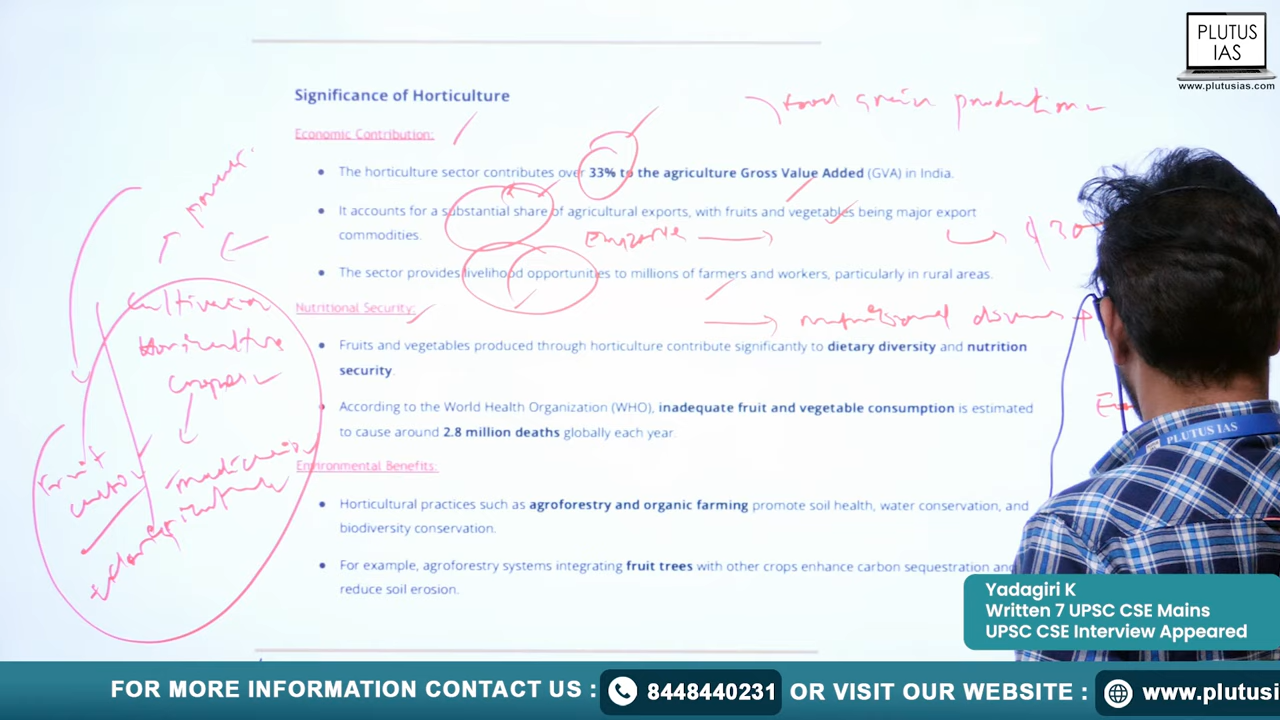 PLUTUS
IAS
www.plutusias.com
Significance of Horticulture
food grain production
Economic Contribution:
• The horticulture sector contributes over 33% to the agriculture Gross Value Added (GVA) in India.
• It accounts for a substantial share of agricultural exports, with fruits and vegetables being major export
commodities.
• The sector provides livelihood opportunities to millions of farmers and workers, particularly in rural areas.
Nutritional Security:
• Fruits and vegetables produced through horticulture contribute significantly to dietary diversity and nutrition
security.
• According to the World Health Organization (WHO), inadequate fruit and vegetable consumption is estimated
to cause around 2.8 million deaths globally each year.
Environmental Benefits:
• Horticultural practices such as agroforestry and organic farming promote soil health, water conservation, and
biodiversity conservation.
• For example, agroforestry systems integrating fruit trees with other crops enhance carbon sequestration and
reduce soil erosion.
PLUTUS IAS
Yadagiri K
Written 7 UPSC CSE Mains
UPSC CSE Interview Appeared
FOR MORE INFORMATION CONTACT US : 8448440231 OR VISIT OUR WEBSITE : www.plutusi